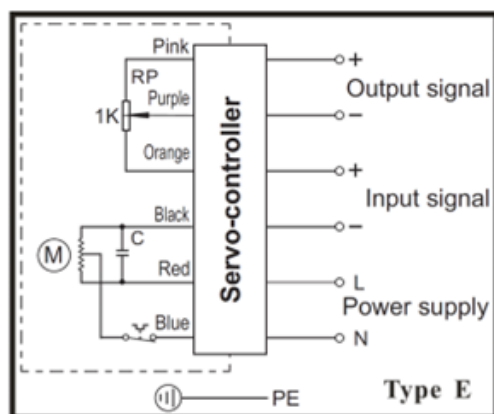 Pink
RP
Purple
1K
Orange
Black
C
M
Red
Blue
Servo-controller
+
Output signal
−
+
Input signal
−
L
Power supply
N
PE
Type E